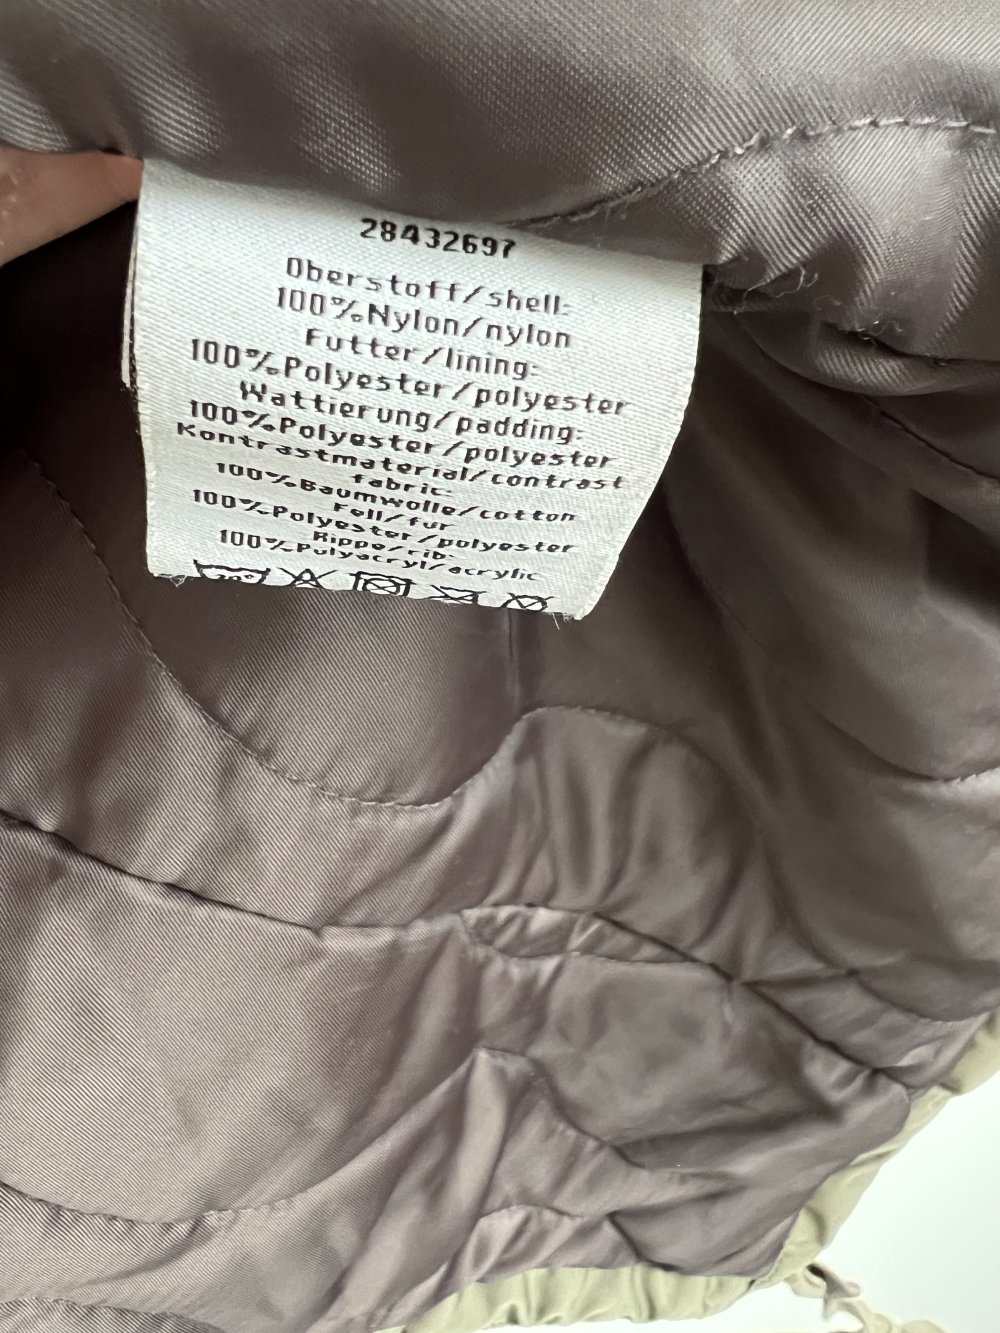 28432697
Oberstoff/shell:
100%Nylon/nylon
Futter/lining:
100%Polyester/polyester
Wattierung/padding:
100%Polyester/polyester
Kontrastmaterial/contrast
fabric:
100%Baumwolle/cotton
Fell/fur
100%Polyester/polyester
Rippe/rib:
100%Polyacryl/acrylic
30°